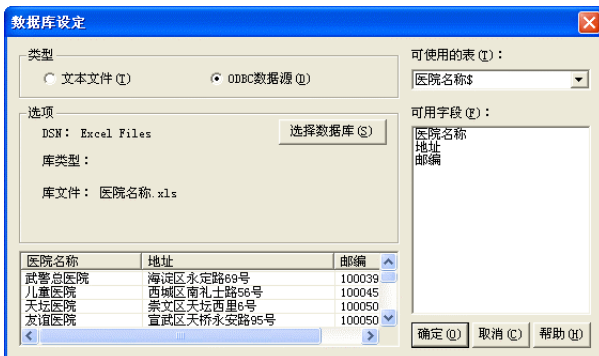 数据库设定
类型
文本文件(T)
ODBC数据源(D)
选项
DSN: Excel Files
选择数据库(S)
库类型:
库文件: 医院名称.xls
医院名称 地址 邮编
武警总医院 海淀区永定路69号 100039
儿童医院 西城区南礼士路56号 100045
天坛医院 崇文区天坛西里6号 100050
友谊医院 宣武区天桥永安路95号 100050
可使用的表(T):
医院名称$
可用字段(F):
医院名称
地址
邮编
确定(O) 取消(C) 帮助(H)